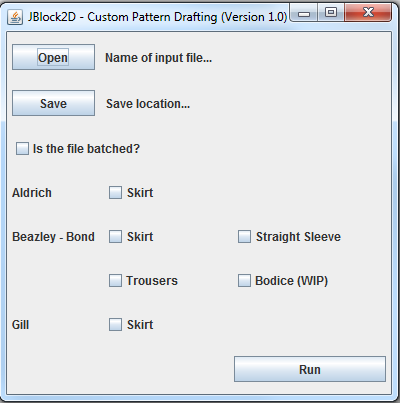 JBlock2D - Custom Pattern Drafting (Version 1.0)
Open Name of input file...
Save Save location...
Is the file batched?
Aldrich Skirt
Beazley - Bond Skirt Straight Sleeve
Trousers Bodice (WIP)
Gill Skirt
Run